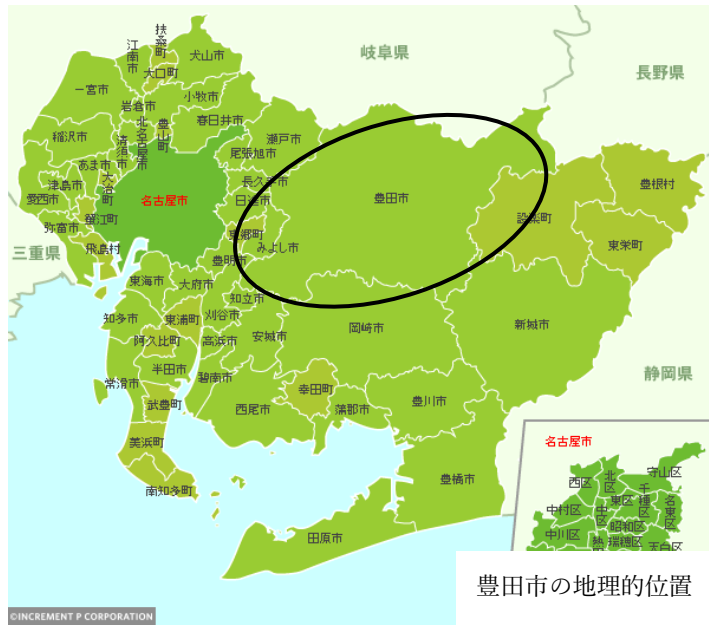 岐阜県
長野県
三重県
静岡県
扶桑町
江南市
犬山市
大口町
一宮市
小牧市
岩倉市
春日井市
北名古屋市
豊山町
稲沢市
清須市
瀬戸市
尾張旭市
あま市
大治町
津島市
長久手市
愛西市
名古屋市
日進市
豊田市
設楽町
豊根村
東栄町
蟹江町
弥富市
東郷町
みよし市
飛島村
豊明市
東海市
大府市
知立市
知多市
東浦町
刈谷市
安城市
岡崎市
新城市
阿久比町
高浜市
半田市
碧南市
常滑市
武豊町
西尾市
幸田町
蒲郡市
豊川市
美浜町
南知多町
豊橋市
田原市
名古屋市
守山区
西区
北区
千種区
名東区
東区
中村区
中区
昭和区
中川区
瑞穂区
天白区
豊田市の地理的位置
©INCREMENT P CORPORATION